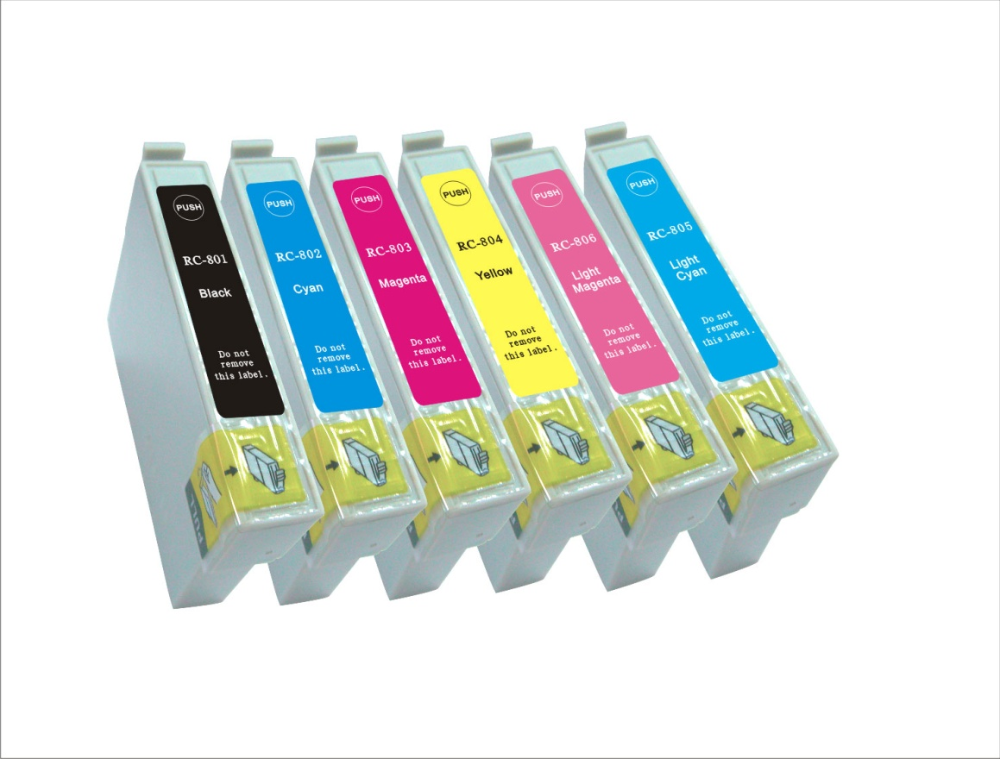 PUSH
RC-801
Black
Do not
remove
this label.
PUSH
RC-802
Cyan
Do not
remove
this label.
PUSH
RC-803
Magenta
Do not
remove
this label.
PUSH
RC-804
Yellow
Do not
remove
this label.
PUSH
RC-806
Light
Magenta
Do not
remove
this label.
PUSH
RC-805
Light
Cyan
Do not
remove
this label.